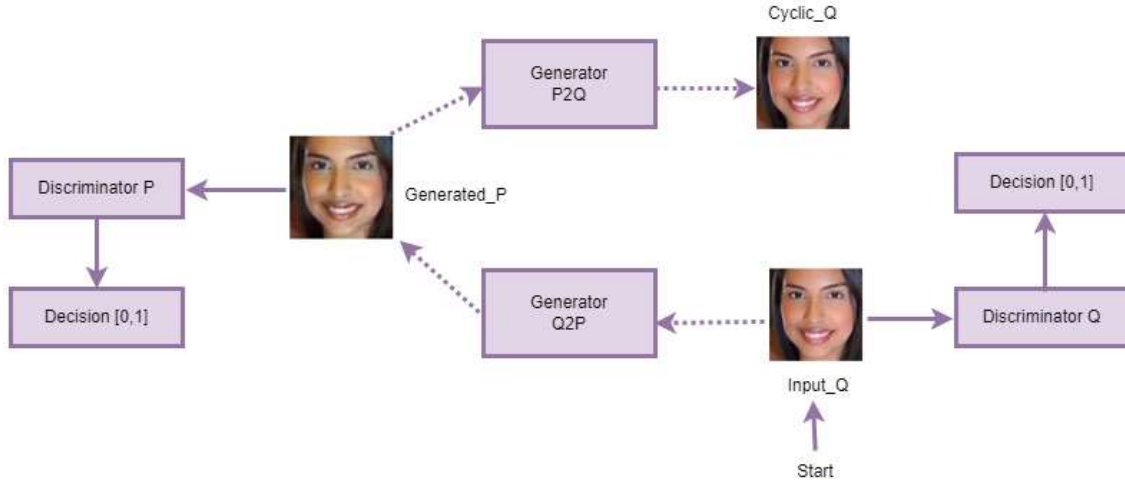 Cyclic_Q
Generator
P2Q
Discriminator P
Generated_P
Decision [0,1]
Decision [0,1]
Generator
Q2P
Discriminator Q
Input_Q
Start